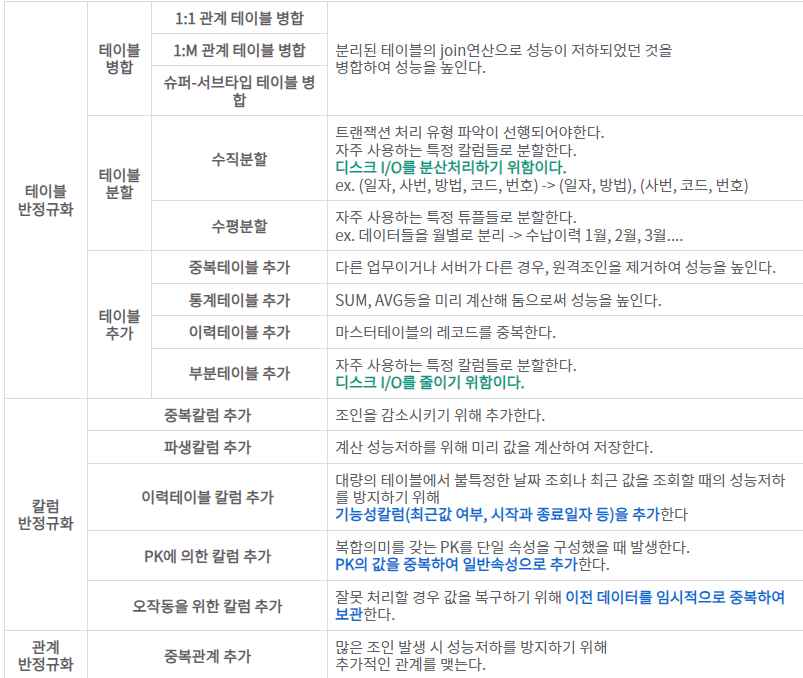 테이블
반정규화
테이블
병합
1:1 관계 테이블 병합
1:M 관계 테이블 병합
슈퍼-서브타입 테이블 병
합
분리된 테이블의 join연산으로 성능이 저하되었던 것을
병합하여 성능을 높인다.
테이블
분할
수직분할
트랜잭션 처리 유형 파악이 선행되어야한다.
자주 사용하는 특정 칼럼들로 분할한다.
디스크 I/O를 분산처리하기 위함이다.
ex. (일자, 사번, 방법, 코드, 번호) -> (일자, 방법), (사번, 코드, 번호)
수평분할
자주 사용하는 특정 튜플들로 분할한다.
ex. 데이터들을 월별로 분리 -> 수납이력 1월, 2월, 3월....
테이블
추가
중복테이블 추가
다른 업무이거나 서버가 다른 경우, 원격조인을 제거하여 성능을 높인다.
통계테이블 추가
SUM, AVG등을 미리 계산해 둠으로써 성능을 높인다.
이력테이블 추가
마스터테이블의 레코드를 중복한다.
부분테이블 추가
자주 사용하는 특정 칼럼들로 분할한다.
디스크 I/O를 줄이기 위함이다.
칼럼
반정규화
중복칼럼 추가
조인을 감소시키기 위해 추가한다.
파생칼럼 추가
계산 성능저하를 위해 미리 값을 계산하여 저장한다.
이력테이블 칼럼 추가
대량의 테이블에서 불특정한 날짜 조회나 최근 값을 조회할 때의 성능저하
를 방지하기 위해
기능성칼럼(최근값 여부, 시작과 종료일자 등)을 추가한다
PK에 의한 칼럼 추가
복합의미를 갖는 PK를 단일 속성을 구성했을 때 발생한다.
PK의 값을 중복하여 일반속성으로 추가한다.
오작동을 위한 칼럼 추가
잘못 처리할 경우 값을 복구하기 위해 이전 데이터를 임시적으로 중복하여
보관한다.
관계
반정규화
중복관계 추가
많은 조인 발생 시 성능저하를 방지하기 위해
추가적인 관계를 맺는다.